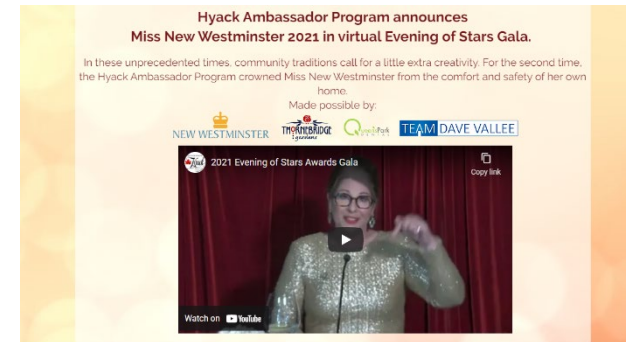 Hyack Ambassador Program announces
Miss New Westminster 2021 in virtual Evening of Stars Gala.
In these unprecedented times, community traditions call for a little extra creativity. For the second time,
the Hyack Ambassador Program crowned Miss New Westminster from the comfort and safety of her own
home.
Made possible by:
NEW WESTMINSTER THORNEBRIDGE gardens QueensPark TEAM DAVE VALLEE
2021 Evening of Stars Awards Gala
Copy link
Watch on YouTube